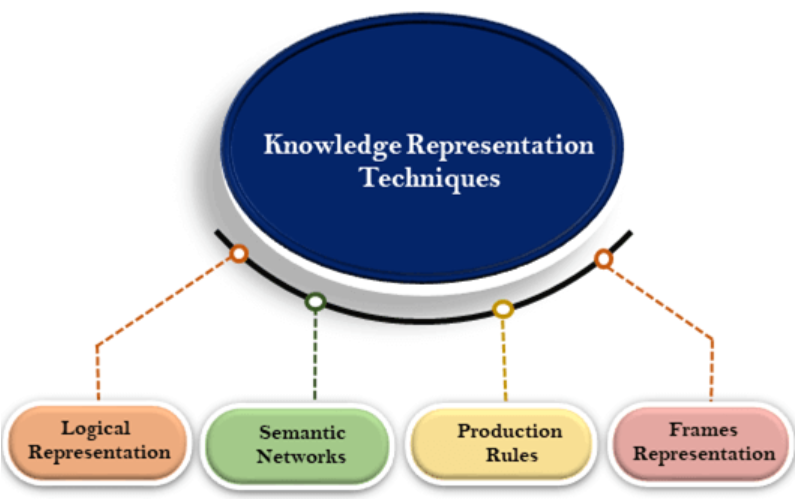 Knowledge Representation
Techniques
Logical
Representation
Semantic
Networks
Production
Rules
Frames
Representation